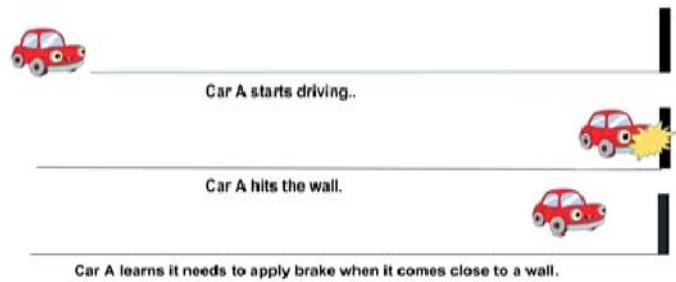 Car A starts driving..
Car A hits the wall.
Car A learns it needs to apply brake when it comes close to a wall.